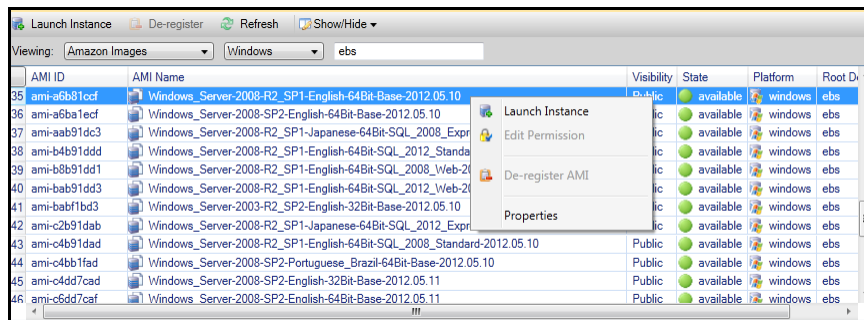 Launch Instance De-register Refresh Show/Hide
Viewing: Amazon Images Windows ebs
AMI ID AMI Name Visibility State Platform Root De
35 ami-a6b81ccf Windows_Server-2008-R2_SP1-English-64Bit-Base-2012.05.10 Public available windows ebs
36 ami-a6ba1ecf Windows_Server-2008-SP2-English-64Bit-Base-2012.05.10 lic available windows ebs
37 ami-aab91dc3 Windows_Server-2008-R2_SP1-Japanese-64Bit-SQL_2008_Expr lic available windows ebs
38 ami-b4b91ddd Windows_Server-2008-R2_SP1-English-64Bit-SQL_2012_Standa lic available windows ebs
39 ami-b8b91dd1 Windows_Server-2008-R2_SP1-English-64Bit-SQL_2008_Web-20 lic available windows ebs
40 ami-bab91dd3 Windows_Server-2008-R2_SP1-English-64Bit-SQL_2012_Web-20 lic available windows ebs
41 ami-babf1bd3 Windows_Server-2003-R2_SP2-English-32Bit-Base-2012.05.10 lic available windows ebs
42 ami-c2b91dab Windows_Server-2008-R2_SP1-Japanese-64Bit-SQL_2012_Expr lic available windows ebs
Launch Instance
Edit Permission
De-register AMI
Properties
43 ami-c4b91dad Windows_Server-2008-R2_SP1-English-64Bit-SQL_2008_Standard-2012.05.10 Public available windows ebs
44 ami-c4bb1fad Windows_Server-2008-SP2-Portuguese_Brazil-64Bit-Base-2012.05.10 Public available windows ebs
45 ami-c4dd7cad Windows_Server-2008-SP2-English-32Bit-Base-2012.05.11 Public available windows ebs
46 ami-c6dd7caf Windows_Server-2008-SP2-English-64Bit-Base-2012.05.11 Public available windows ebs